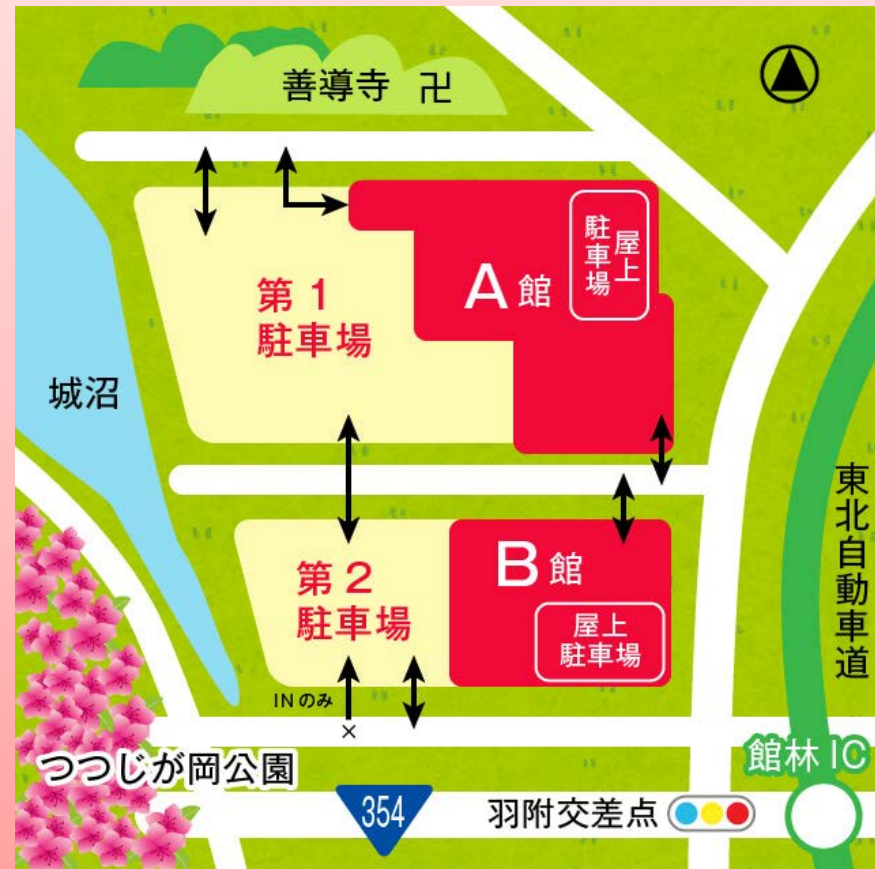 善導寺 卍
屋上
駐車場
A館
第1
駐車場
城沼
東北自動車道
B館
第2
駐車場
屋上
駐車場
INのみ
×
館林IC
つつじが岡公園
354
羽附交差点